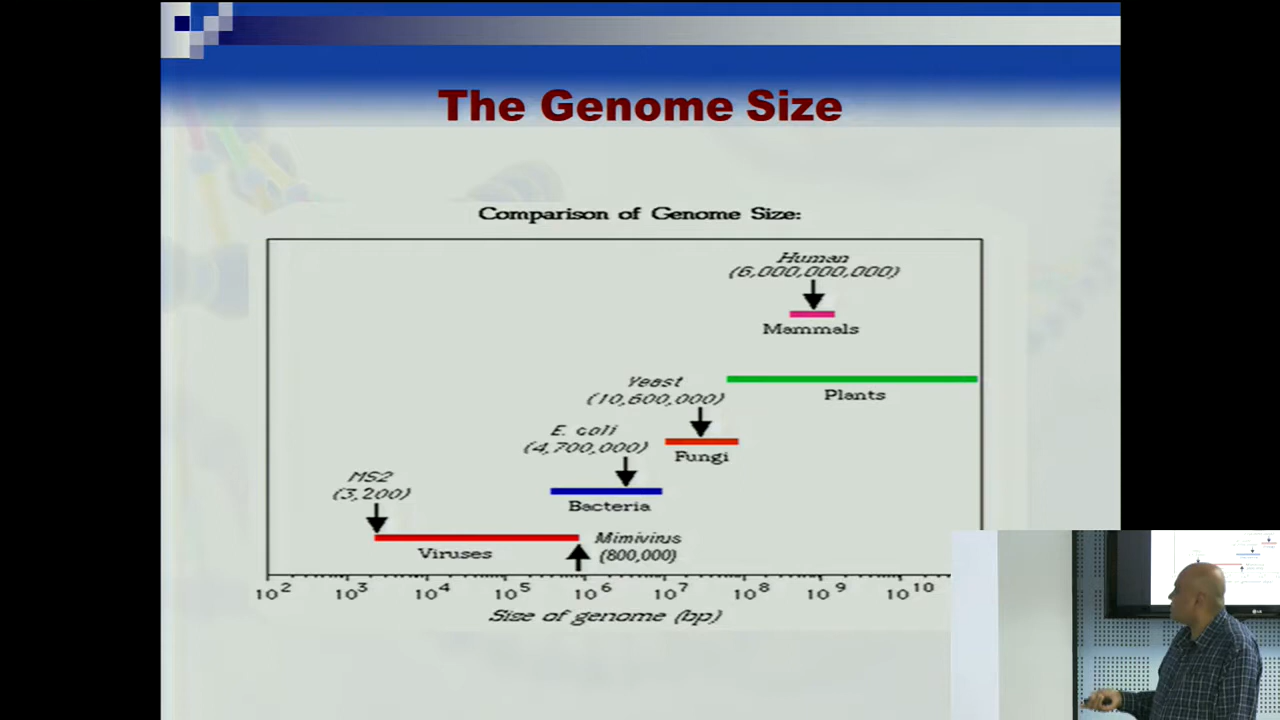 The Genome Size
Comparison of Genome Size:
Human
(6,000,000,000)
Mammals
Yeast
(10,600,000)
Plants
E. coli
(4,700,000)
Fungi
MS2
(3,200)
Bacteria
Mimivirus
(800,000)
Viruses
10² 10³ 10⁴ 10⁵ 10⁶ 10⁷ 10⁸ 10⁹ 10¹⁰
Size of genome (bp)
LG